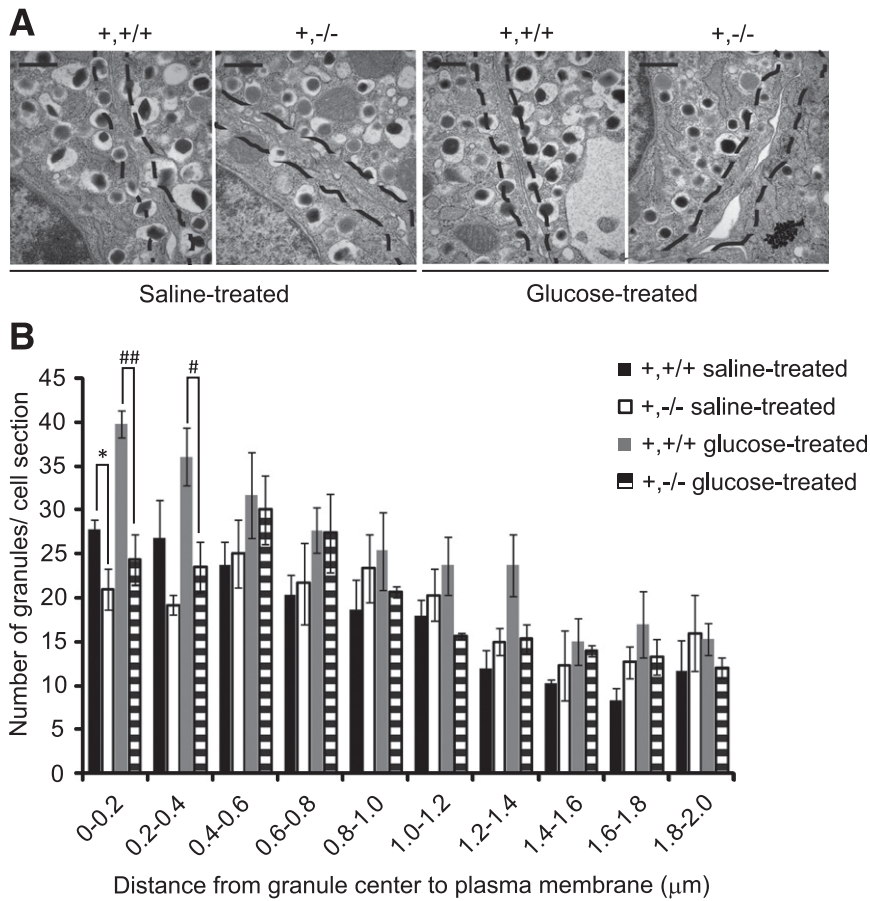 A
+,+/+ +,-/- +,+/+ +,-/-
Saline-treated Glucose-treated
B
Number of granules/ cell section
45
40
35
30
25
20
15
10
5
0
*
##
#
+,+/+ saline-treated
+,-/- saline-treated
+,+/+ glucose-treated
+,-/- glucose-treated
0-0.2 0.2-0.4 0.4-0.6 0.6-0.8 0.8-1.0 1.0-1.2 1.2-1.4 1.4-1.6 1.6-1.8 1.8-2.0
Distance from granule center to plasma membrane (μm)